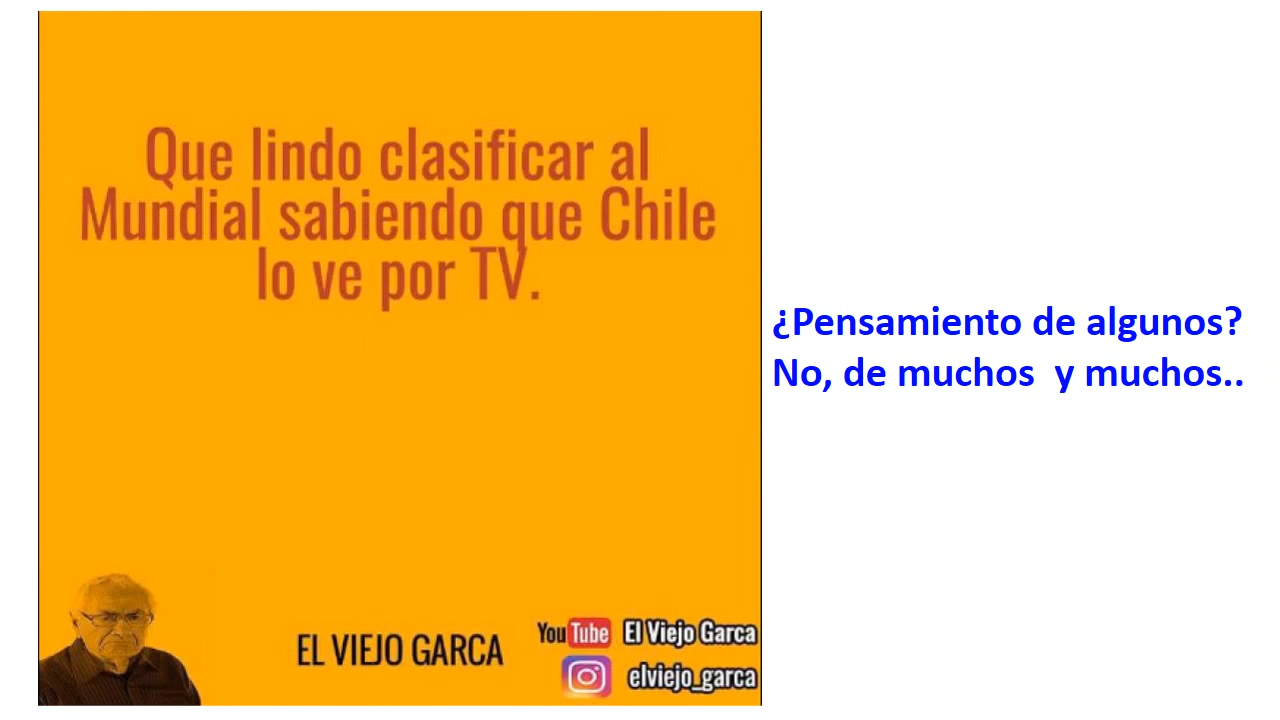 Que lindo clasificar al
Mundial sabiendo que Chile
lo ve por TV.
¿Pensamiento de algunos?
No, de muchos  y muchos..
EL VIEJO GARCA
YouTube El Viejo Garca
elviejo_garca